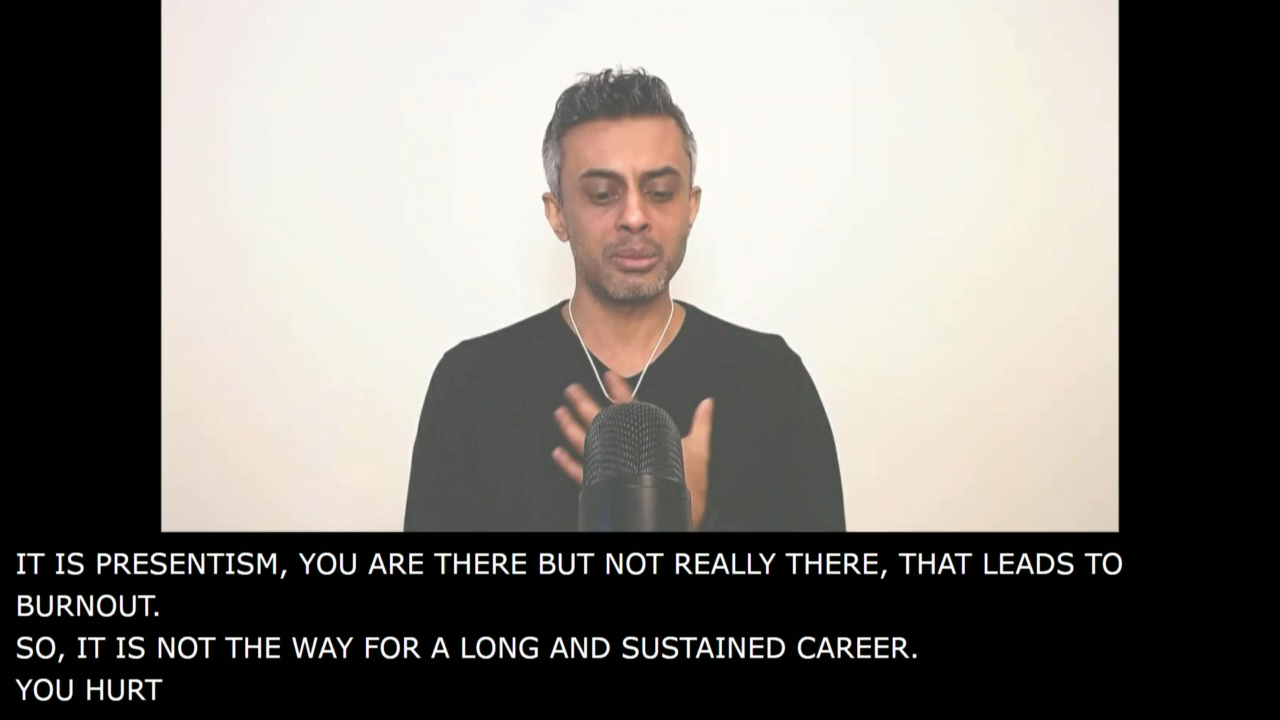 IT IS PRESENTISM, YOU ARE THERE BUT NOT REALLY THERE, THAT LEADS TO
BURNOUT.
SO, IT IS NOT THE WAY FOR A LONG AND SUSTAINED CAREER.
YOU HURT